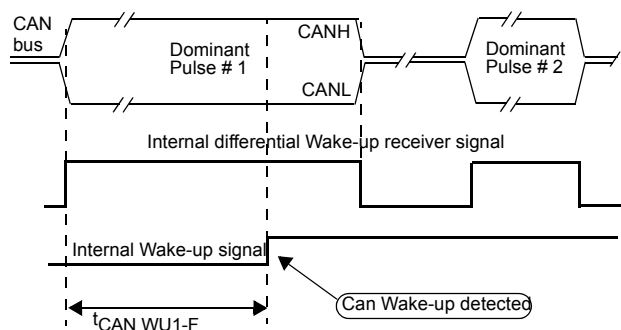 CAN
bus
CANH
Dominant
Pulse # 1
Dominant
Pulse # 2
CANL
Internal differential Wake-up receiver signal
Internal Wake-up signal
Can Wake-up detected
tCAN WU1-F